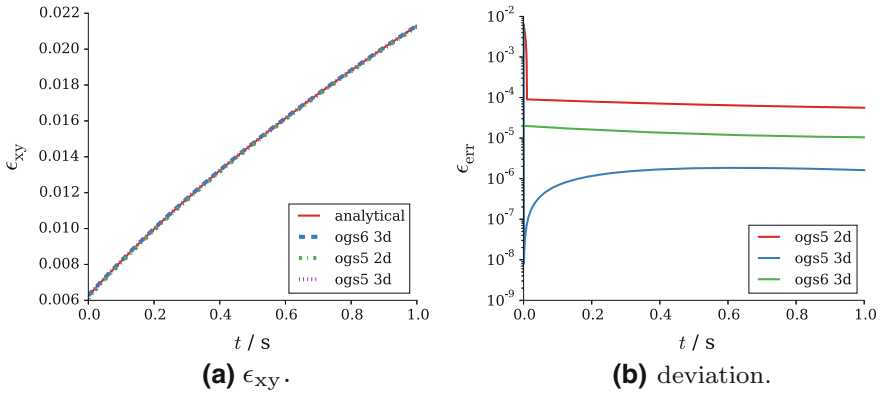 0.022
0.020
0.018
0.016
0.014
0.012
0.010
0.008
0.006
ϵxy
0.0 0.2 0.4 0.6 0.8 1.0
t / s
analytical
ogs6 3d
ogs5 2d
ogs5 3d
(a) ϵxy.
10⁻²
10⁻³
10⁻⁴
10⁻⁵
10⁻⁶
10⁻⁷
10⁻⁸
10⁻⁹
ϵerr
0.0 0.2 0.4 0.6 0.8 1.0
t / s
ogs5 2d
ogs5 3d
ogs6 3d
(b) deviation.